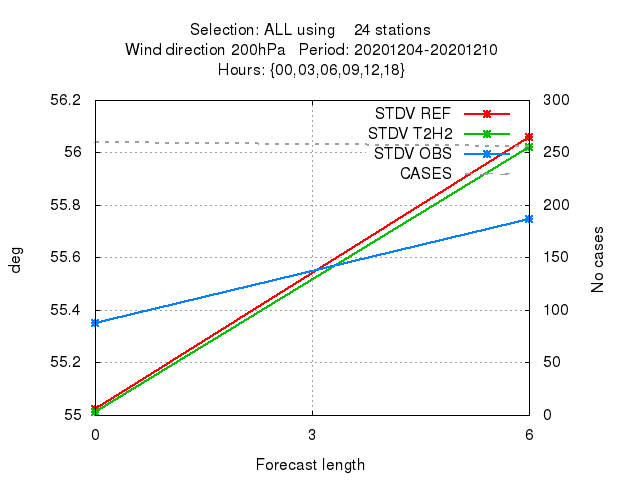 Selection: ALL using    24 stations
Wind direction 200hPa   Period: 20201204-20201210
Hours: {00,03,06,09,12,18}
56.2
56
55.8
55.6
55.4
55.2
55
300
250
200
150
100
50
0
STDV REF
STDV T2H2
STDV OBS
CASES
deg
No cases
0 3 6
Forecast length